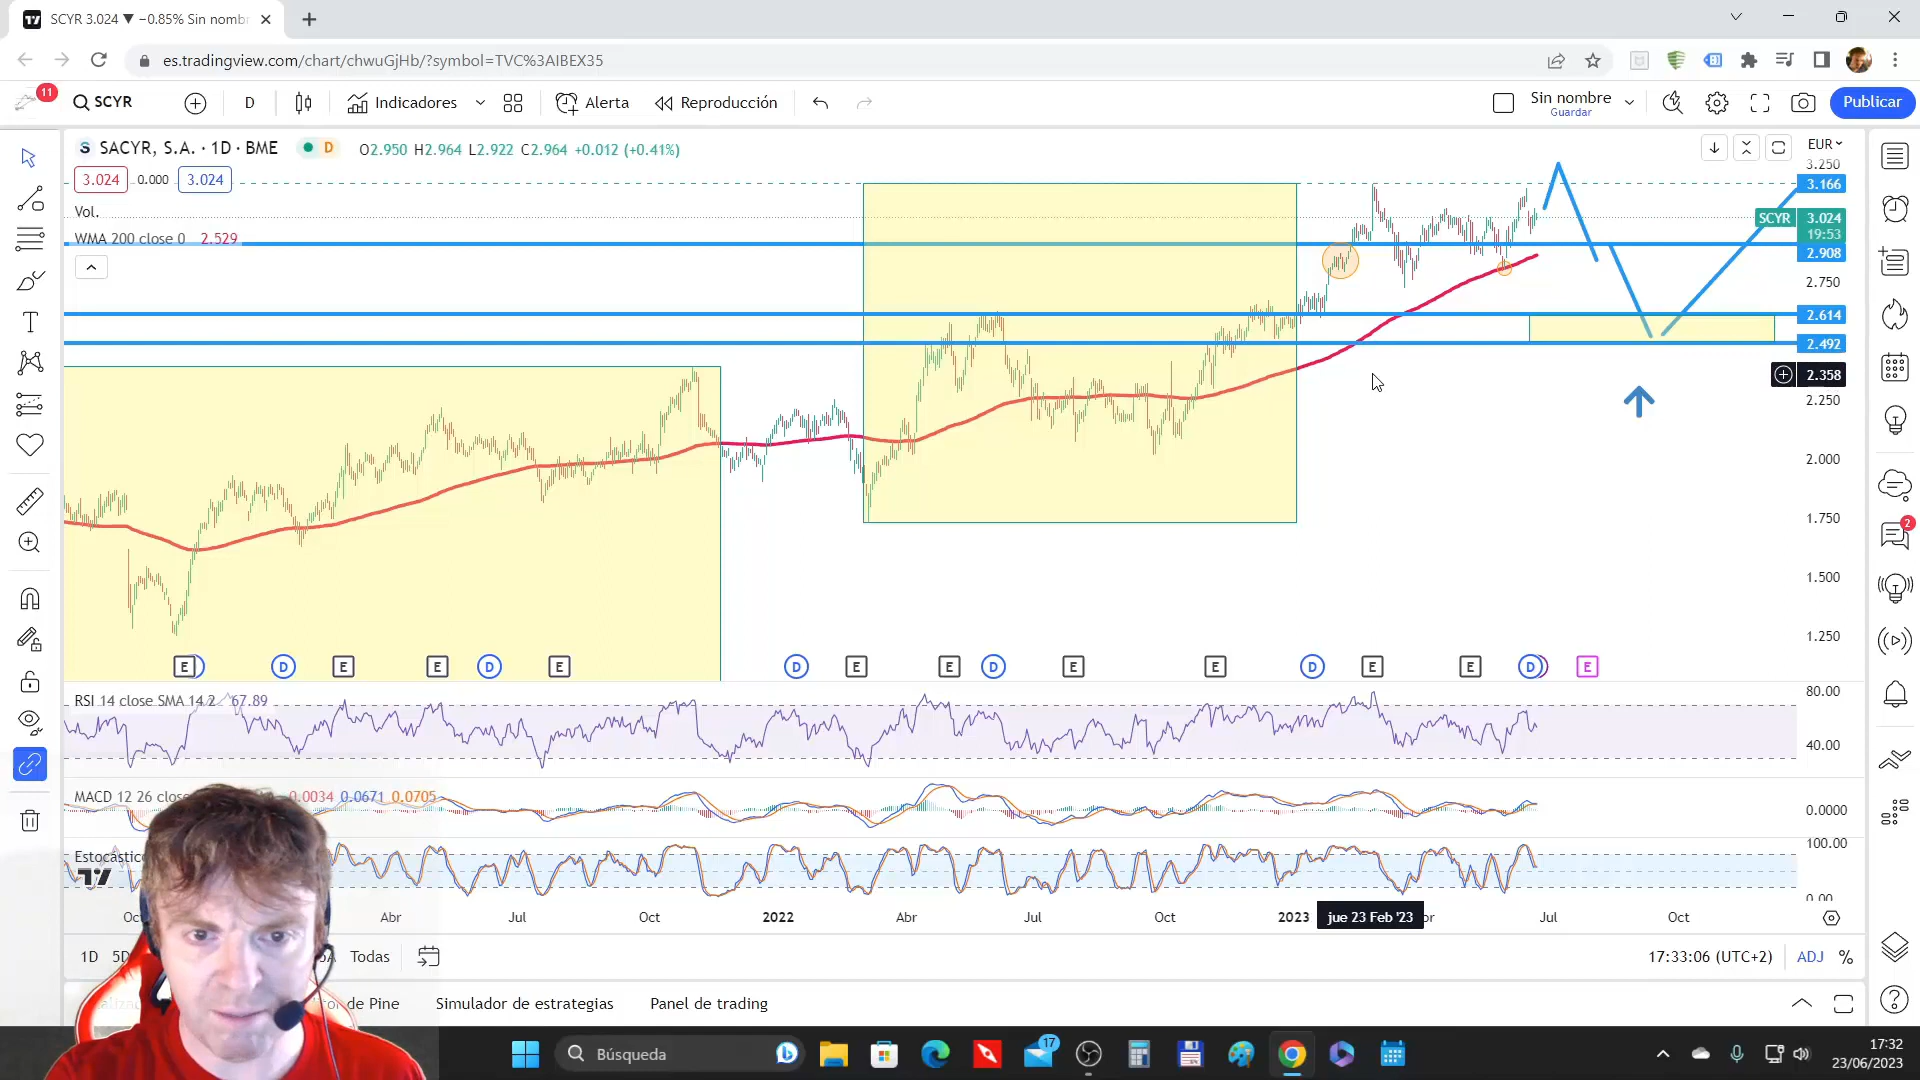 SCYR 3.024 ▼ −0.85% Sin nomb
es.tradingview.com/chart/chwuGjHb/?symbol=TVC%3AIBEX35
11
SCYR
D
Indicadores
Alerta
Reproducción
Sin nombre
Guardar
Publicar
S SACYR, S.A. · 1D · BME
D
O2.950 H2.964 L2.922 C2.964 +0.012 (+0.41%)
EUR
3.024 0.000 3.024
3.250
3.166
Vol.
SCYR 3.024
19:53
WMA 200 close 0 2.529
2.908
2.750
2.614
2.492
2.358
2.250
2.000
1.750
1.500
1.250
E D E E D E D E E D E E D E E D E
2
RSI 14 close SMA 14 2 67.89
80.00
40.00
MACD 12 26 close 0.0034 0.0671 0.0705
0.0000
Estocástico
100.00
0.00
Abr Jul Oct 2022 Abr Jul Oct 2023 jue 23 Feb '23 Jul Oct
1D 5D Todas
17:33:06 (UTC+2) ADJ %
de Pine Simulador de estrategias Panel de trading
Búsqueda
17
17:32
23/06/2023